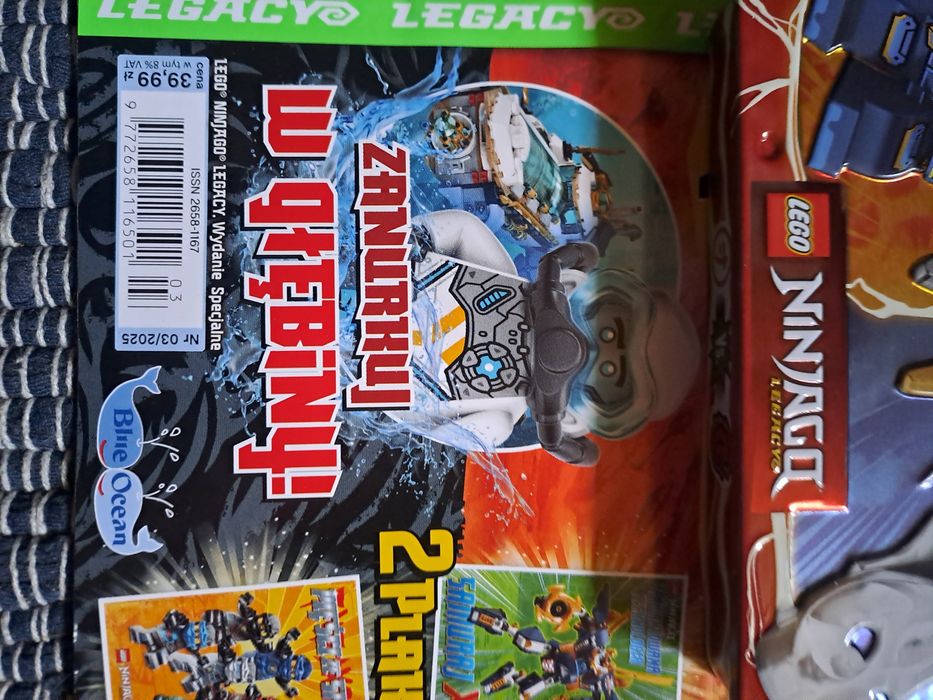 LEGACY LEGACY
cena
39,99 zł
w tym 8% VAT
ISSN 2658-1167
9 772658 116501
03
Nr 03/2025
LEGO® NINJAGO® LEGACY. Wydanie Specjalne
ZANURKUJ
W GŁĘBINY!
Blue Ocean
2
SAMURAJ X
LEGO NINJAGO
LEGACY